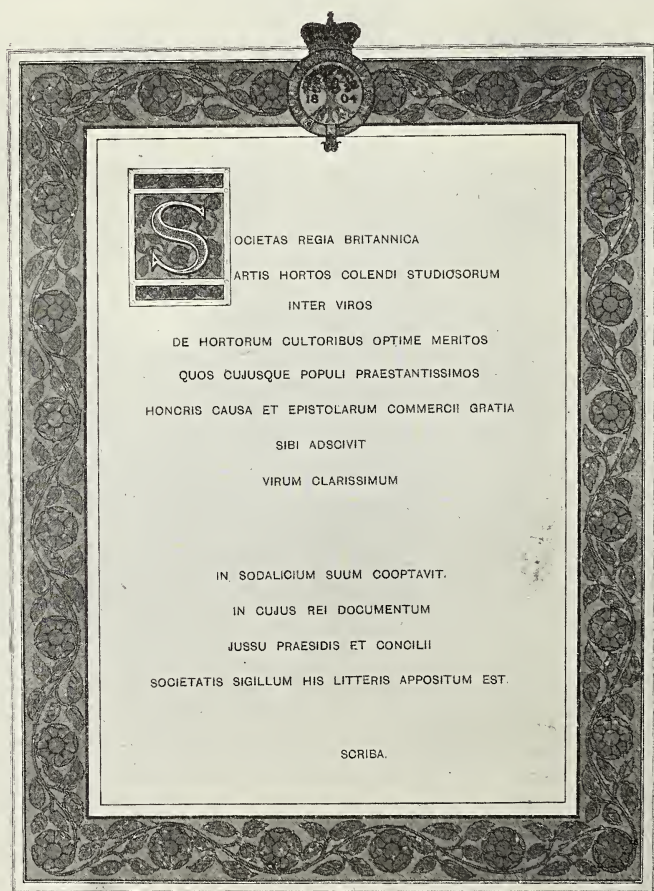 18 04
SOCIETAS REGIA BRITANNICA
ARTIS HORTOS COLENDI STUDIOSORUM
INTER VIROS
DE HORTORUM CULTORIBUS OPTIME MERITOS
QUOS CUJUSQUE POPULI PRAESTANTISSIMOS
HONORIS CAUSA ET EPISTOLARUM COMMERCII GRATIA
SIBI ADSCIVIT
VIRUM CLARISSIMUM
IN SODALICIUM SUUM COOPTAVIT.
IN CUJUS REI DOCUMENTUM
JUSSU PRAESIDIS ET CONCILII
SOCIETATIS SIGILLUM HIS LITTERIS APPOSITUM EST.
SCRIBA.